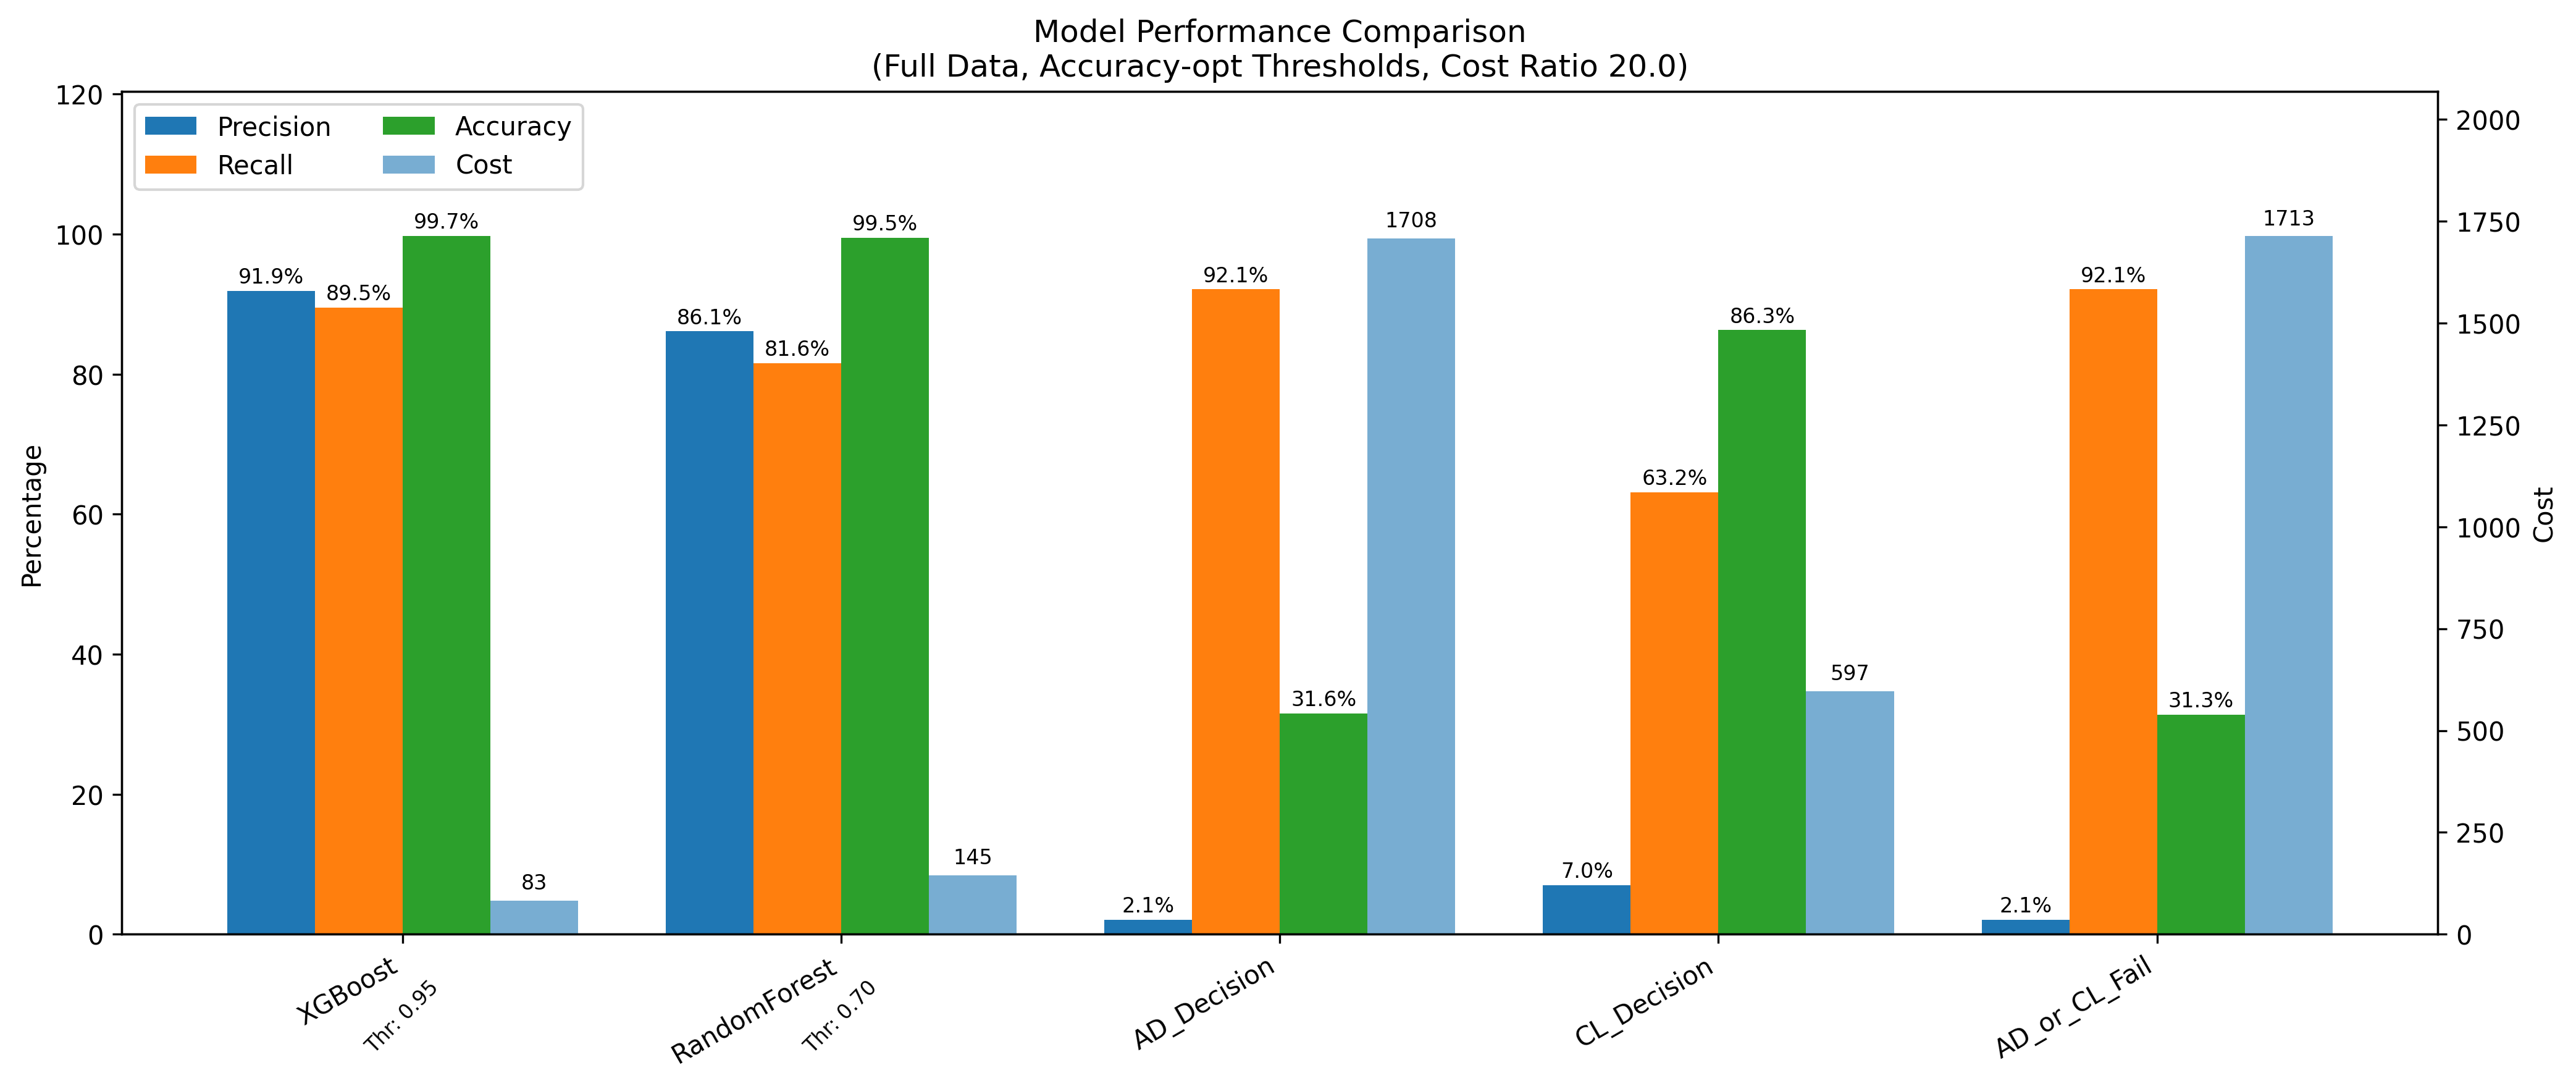 Model Performance Comparison
(Full Data, Accuracy-opt Thresholds, Cost Ratio 20.0)
Precision
Recall
Accuracy
Cost
Percentage
120
100
80
60
40
20
0
Cost
2000
1750
1500
1250
1000
750
500
250
0
91.9%
89.5%
99.7%
83
86.1%
81.6%
99.5%
145
2.1%
92.1%
31.6%
1708
7.0%
63.2%
86.3%
597
2.1%
92.1%
31.3%
1713
XGBoost
Thr: 0.95
RandomForest
Thr: 0.70
AD_Decision
CL_Decision
AD_or_CL_Fail